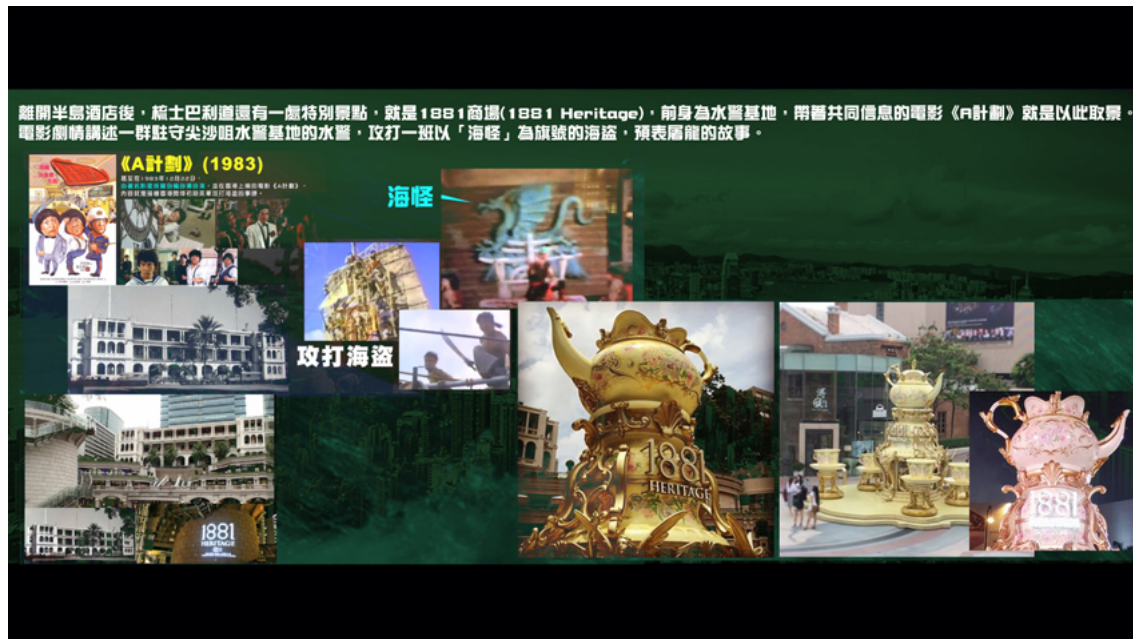 離開半島酒店後，梳士巴利道還有一處特別景點，就是1881商場(1881 Heritage)，前身為水警基地，帶著共同信息的電影《A計劃》就是以此取景。
電影劇情講述一群駐守尖沙咀水警基地的水警，攻打一班以「海怪」為旗號的海盜，預表屠龍的故事。
《A計劃》(1983)
海怪
攻打海盜
1881
HERITAGE
1881
HERITAGE
1881